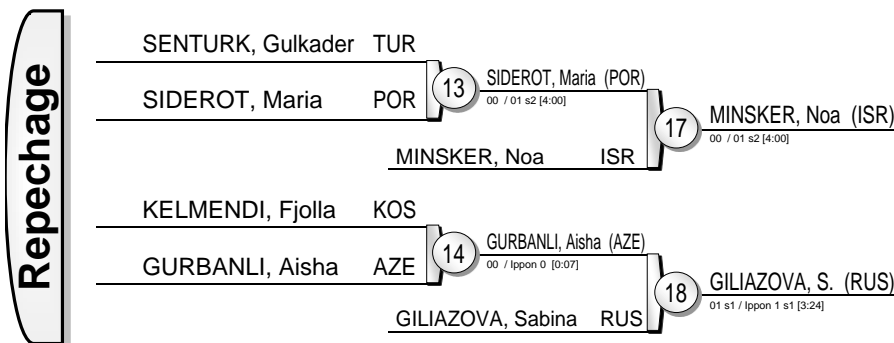 Repechage
SENTURK, Gulkader TUR
SIDEROT, Maria POR
13
SIDEROT, Maria (POR)
00 / 01 s2 [4:00]
MINSKER, Noa ISR
17
MINSKER, Noa (ISR)
00 / 01 s2 [4:00]
KELMENDI, Fjolla KOS
GURBANLI, Aisha AZE
14
GURBANLI, Aisha (AZE)
00 / Ippon 0 [0:07]
GILIAZOVA, Sabina RUS
18
GILIAZOVA, S. (RUS)
01 s1 / Ippon 1 s1 [3:24]